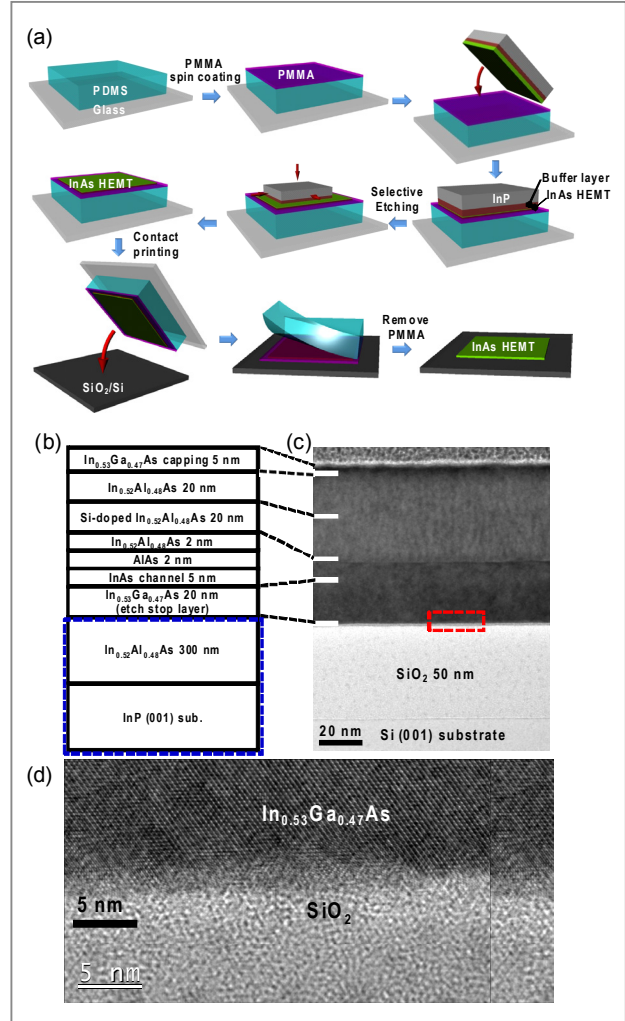 (a)
PMMA
spin coating
PDMS
Glass
PMMA
InAs HEMT
Selective
Etching
InP
Buffer layer
InAs HEMT
Contact
printing
SiO₂/Si
Remove
PMMA
InAs HEMT
(b)
In₀.₅₃Ga₀.₄₇As capping 5 nm
In₀.₅₂Al₀.₄₈As 20 nm
Si-doped In₀.₅₂Al₀.₄₈As 20 nm
In₀.₅₂Al₀.₄₈As 2 nm
AlAs 2 nm
InAs channel 5 nm
In₀.₅₃Ga₀.₄₇As 20 nm
(etch stop layer)
In₀.₅₂Al₀.₄₈As 300 nm
InP (001) sub.
(c)
SiO₂ 50 nm
20 nm
Si (001) substrate
(d)
In₀.₅₃Ga₀.₄₇As
5 nm
SiO₂
5 nm